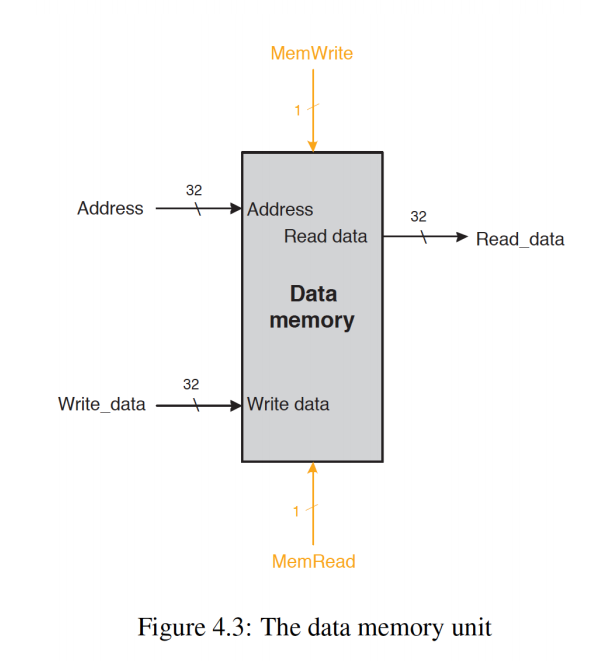 MemWrite
1
32
Address
Address
32
Read data
Read_data
Data
memory
32
Write_data
Write data
1
MemRead
Figure 4.3: The data memory unit